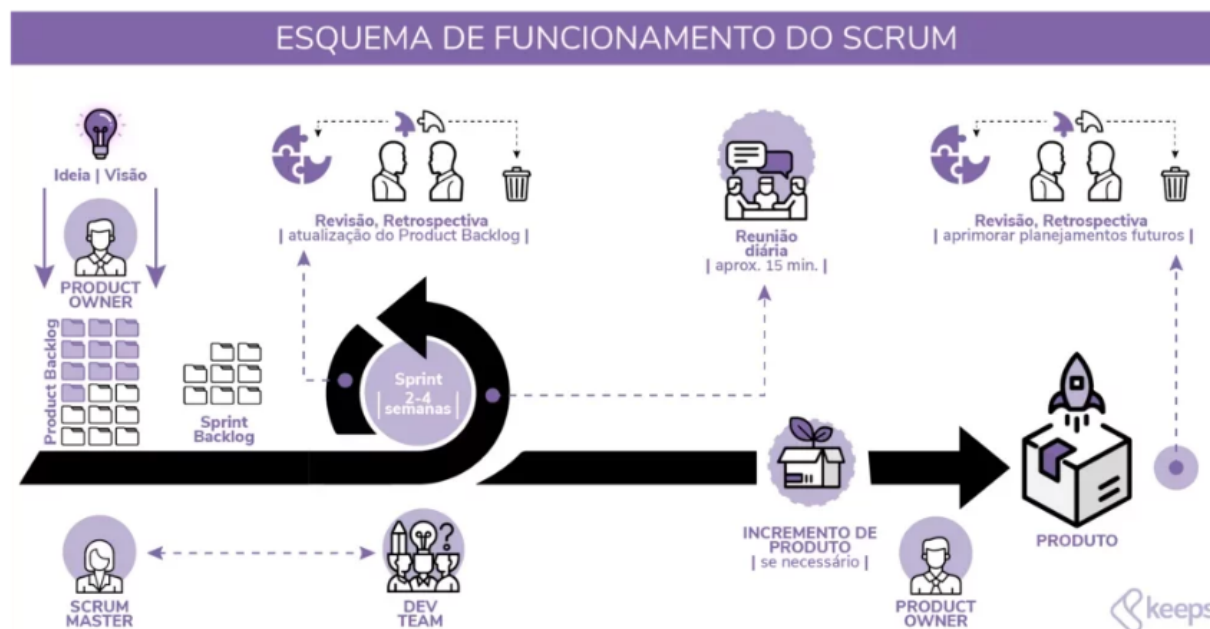 ESQUEMA DE FUNCIONAMENTO DO SCRUM
Ideia | Visão
PRODUCT
OWNER
Product Backlog
Sprint
Backlog
Revisão, Retrospectiva
| atualização do Product Backlog |
Sprint
2-4
| semanas |
Reunião
diária
| aprox. 15 min. |
Revisão, Retrospectiva
| aprimorar planejamentos futuros |
SCRUM
MASTER
?
DEV
TEAM
INCREMENTO DE
PRODUTO
| se necessário |
PRODUCT
OWNER
PRODUTO
keeps